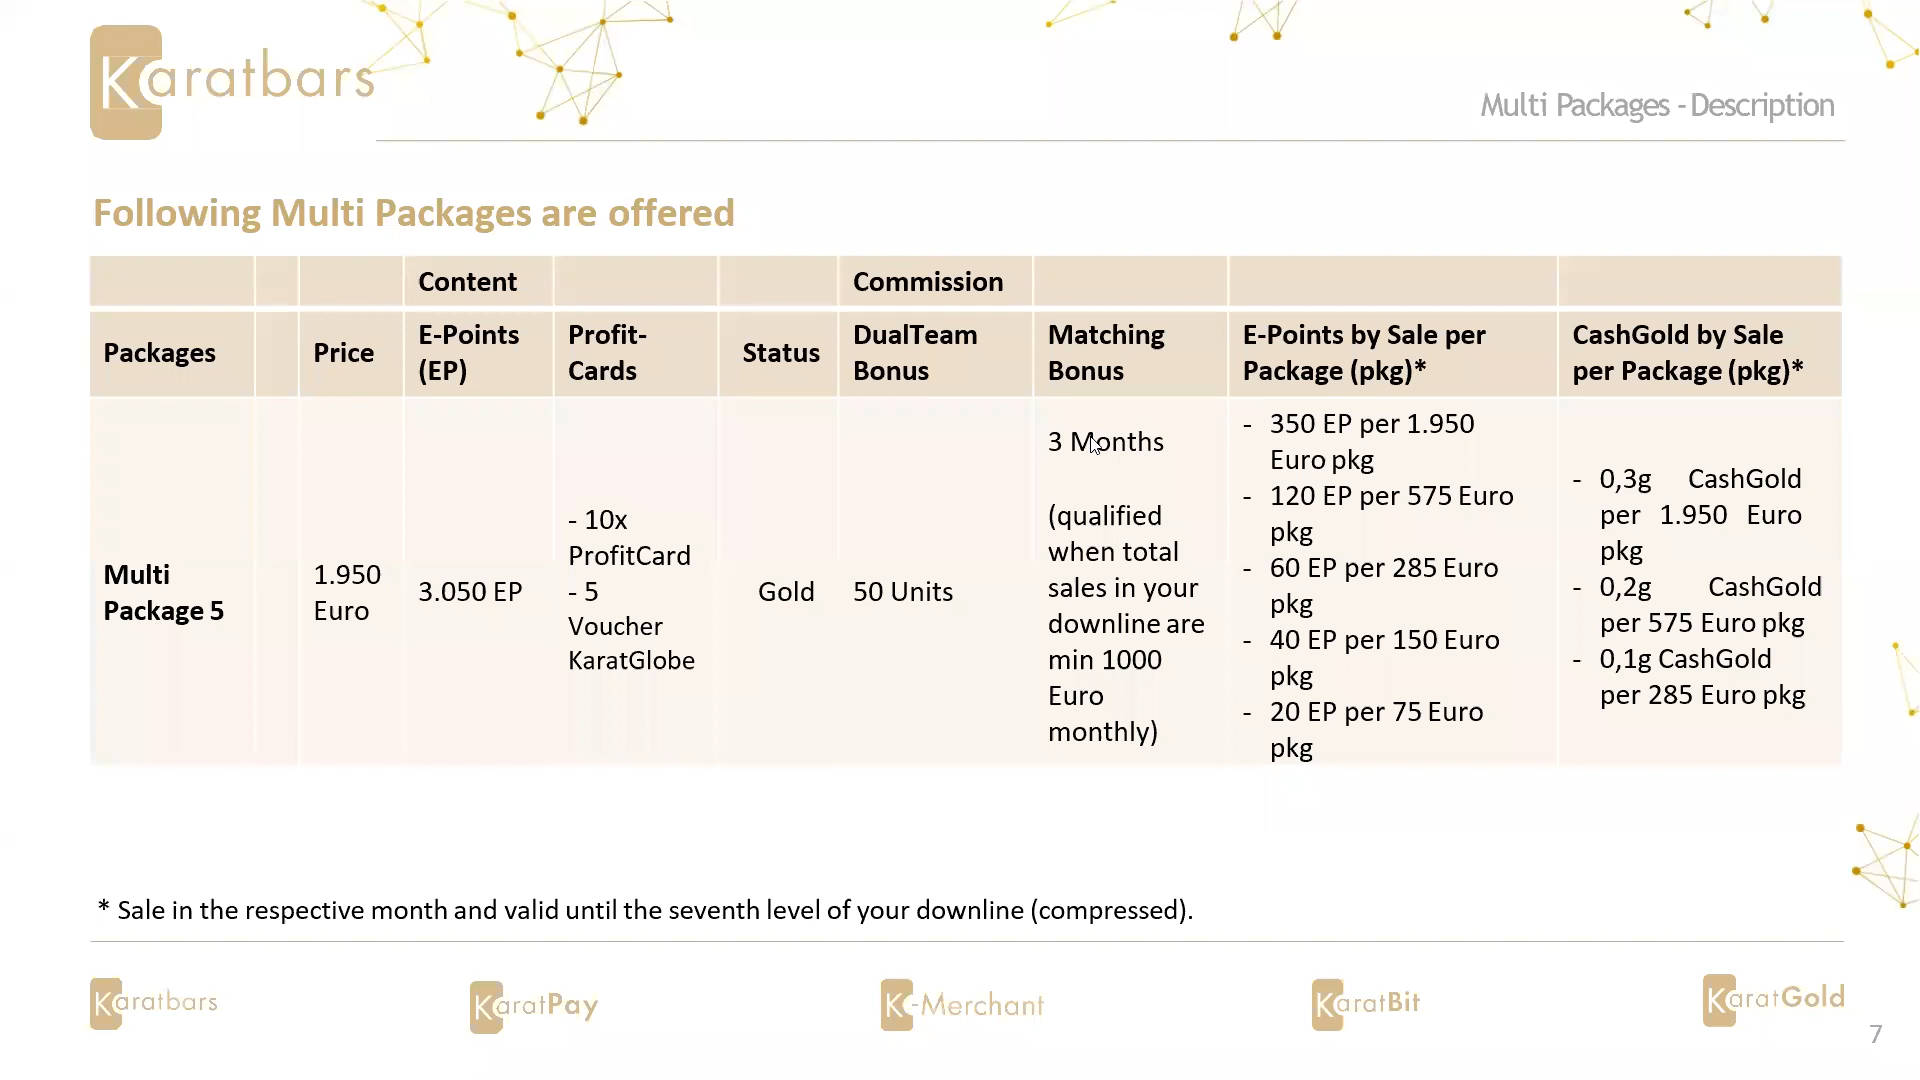 Karatbars
Multi Packages - Description
Following Multi Packages are offered
Content
Commission
Packages
Price
E-Points
(EP)
Profit-
Cards
Status
DualTeam
Bonus
Matching
Bonus
E-Points by Sale per
Package (pkg)*
CashGold by Sale
per Package (pkg)*
Multi
Package 5
1.950
Euro
3.050 EP
- 10x
ProfitCard
- 5
Voucher
KaratGlobe
Gold
50 Units
3 Months
(qualified
when total
sales in your
downline are
min 1000
Euro
monthly)
- 350 EP per 1.950
Euro pkg
- 120 EP per 575 Euro
pkg
- 60 EP per 285 Euro
pkg
- 40 EP per 150 Euro
pkg
- 20 EP per 75 Euro
pkg
- 0,3g CashGold
per 1.950 Euro
pkg
- 0,2g CashGold
per 575 Euro pkg
- 0,1g CashGold
per 285 Euro pkg
* Sale in the respective month and valid until the seventh level of your downline (compressed).
Karatbars
KaratPay
K-Merchant
KaratBit
KaratGold
7